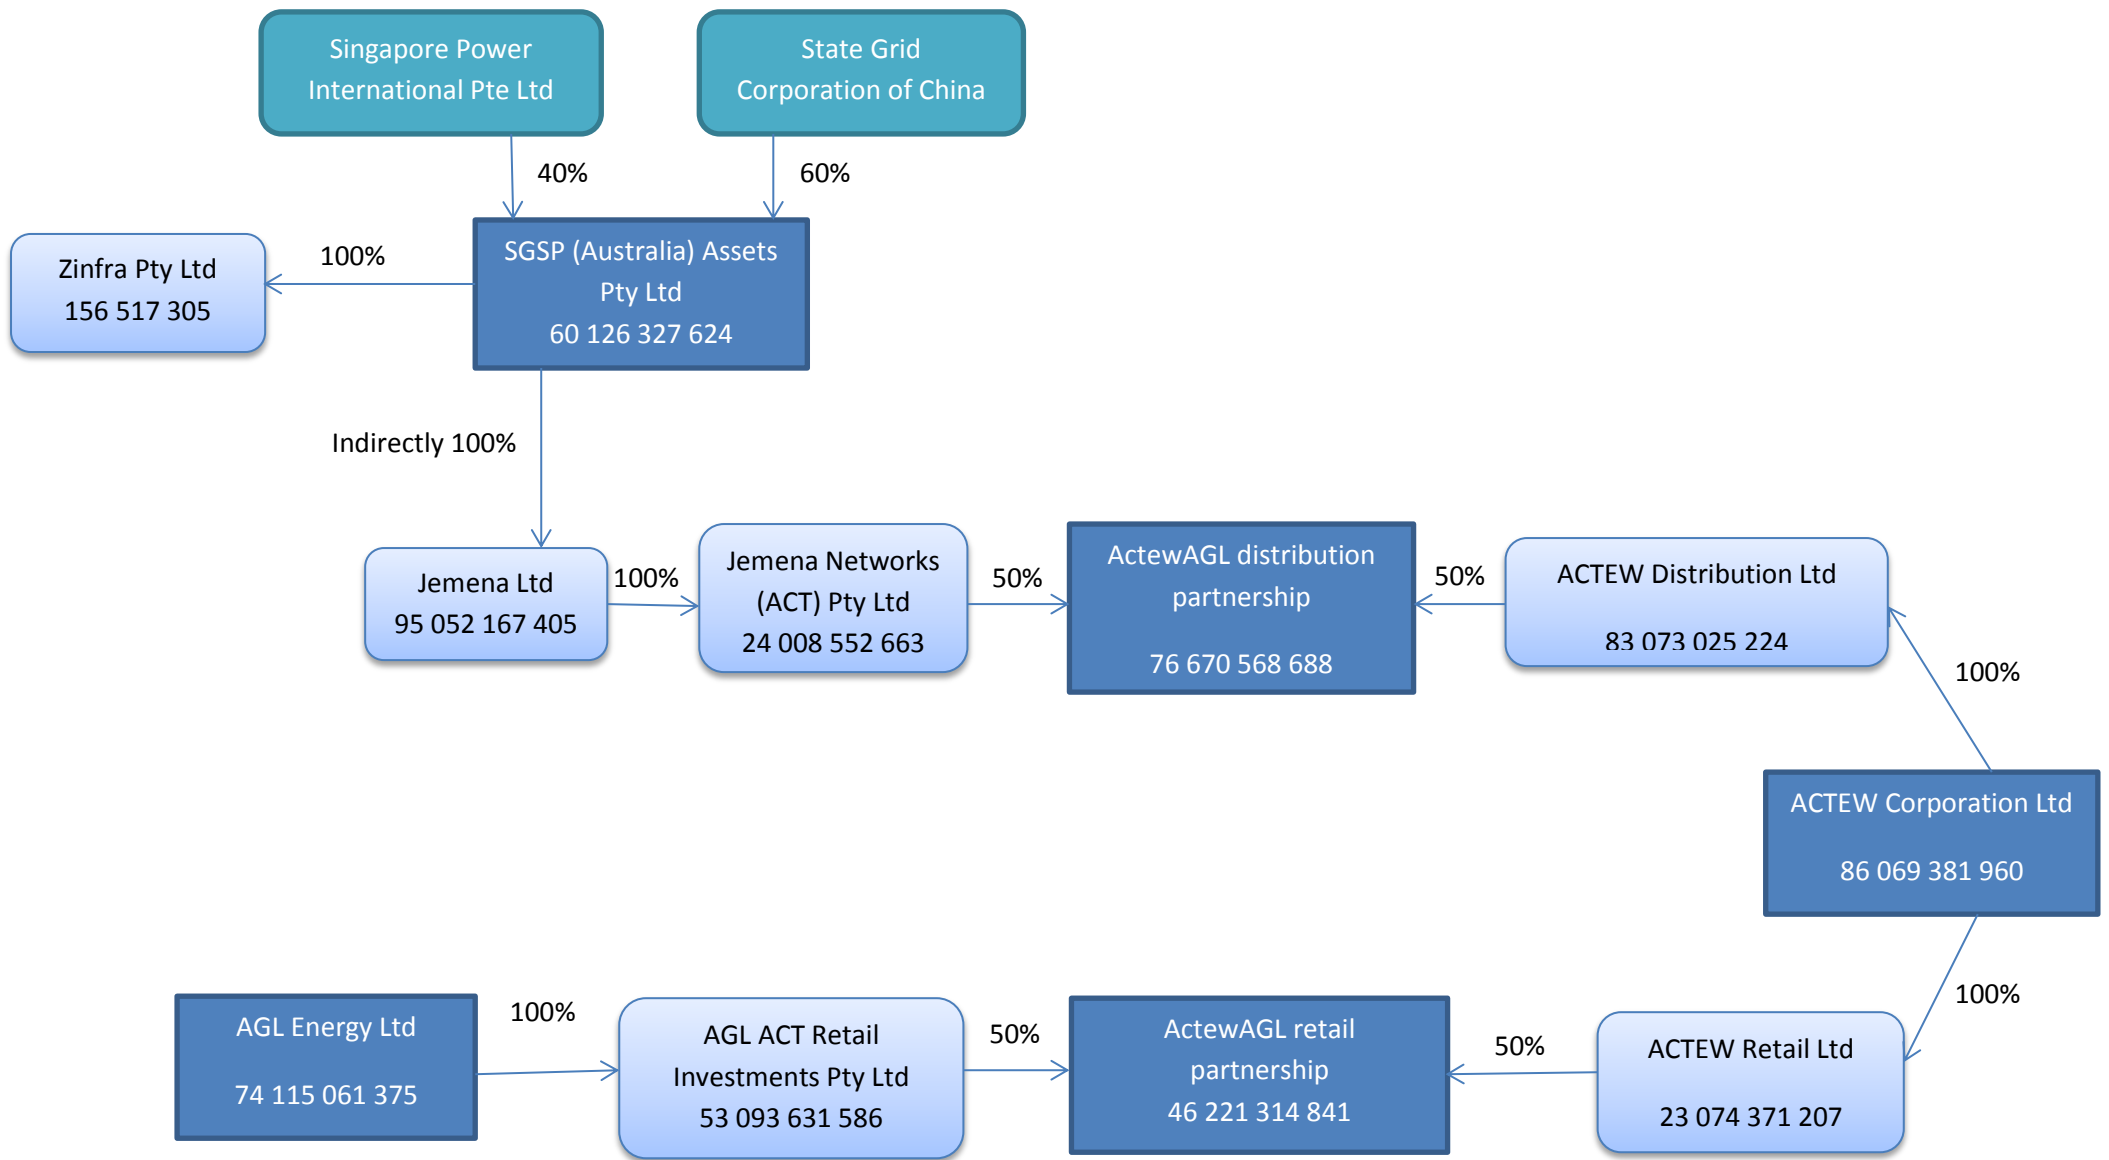 Singapore Power
International Pte Ltd
State Grid
Corporation of China
40%
60%
Zinfra Pty Ltd
156 517 305
100%
SGSP (Australia) Assets
Pty Ltd
60 126 327 624
Indirectly 100%
Jemena Ltd
95 052 167 405
100%
Jemena Networks
(ACT) Pty Ltd
24 008 552 663
50%
ActewAGL distribution
partnership
76 670 568 688
50%
ACTEW Distribution Ltd
83 073 025 224
100%
ACTEW Corporation Ltd
86 069 381 960
100%
AGL Energy Ltd
74 115 061 375
100%
AGL ACT Retail
Investments Pty Ltd
53 093 631 586
50%
ActewAGL retail
partnership
46 221 314 841
50%
ACTEW Retail Ltd
23 074 371 207